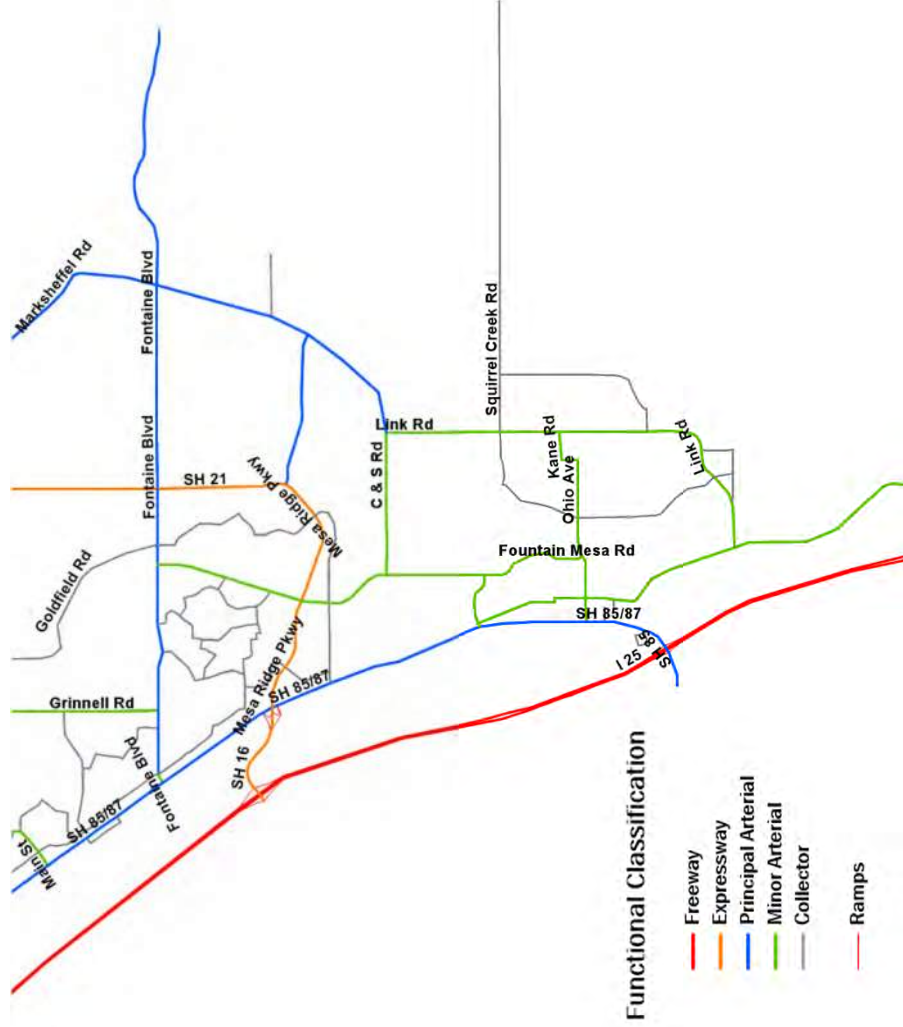 Marksheffel Rd
Fontaine Blvd
Fontaine Blvd
SH 21
Mesa Ridge Pkwy
Goldfield Rd
Grinnell Rd
Fontaine Blvd
SH 85/87
Main St
Mesa Ridge Pkwy
SH 85/87
SH 16
Squirrel Creek Rd
Link Rd
C & S Rd
Kane Rd
Ohio Ave
Link Rd
Fountain Mesa Rd
SH 85/87
SH 85
I 25
Functional Classification
Freeway
Expressway
Principal Arterial
Minor Arterial
Collector
Ramps